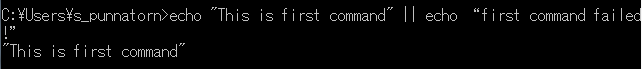 C:¥Users¥s_punnatorn>echo "This is first command" || echo “first command failed
!”
"This is first command"